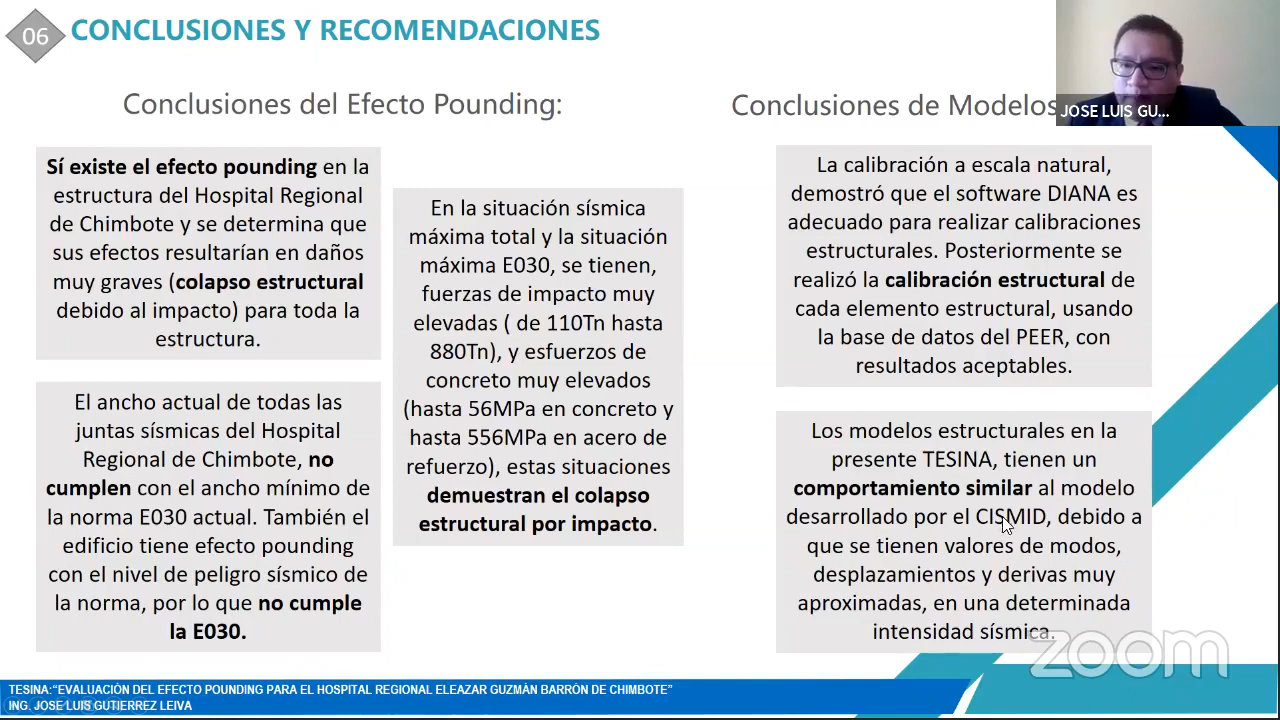 06
CONCLUSIONES Y RECOMENDACIONES
Conclusiones del Efecto Pounding:
Sí existe el efecto pounding en la
estructura del Hospital Regional
de Chimbote y se determina que
sus efectos resultarían en daños
muy graves (colapso estructural
debido al impacto) para toda la
estructura.
El ancho actual de todas las
juntas sísmicas del Hospital
Regional de Chimbote, no
cumplen con el ancho mínimo de
la norma E030 actual. También el
edificio tiene efecto pounding
con el nivel de peligro sísmico de
la norma, por lo que no cumple
la E030.
En la situación sísmica
máxima total y la situación
máxima E030, se tienen,
fuerzas de impacto muy
elevadas ( de 110Tn hasta
880Tn), y esfuerzos de
concreto muy elevados
(hasta 56MPa en concreto y
hasta 556MPa en acero de
refuerzo), estas situaciones
demuestran el colapso
estructural por impacto.
Conclusiones de Modelos
JOSE LUIS GU...
La calibración a escala natural,
demostró que el software DIANA es
adecuado para realizar calibraciones
estructurales. Posteriormente se
realizó la calibración estructural de
cada elemento estructural, usando
la base de datos del PEER, con
resultados aceptables.
Los modelos estructurales en la
presente TESINA, tienen un
comportamiento similar al modelo
desarrollado por el CISMID, debido a
que se tienen valores de modos,
desplazamientos y derivas muy
aproximadas, en una determinada
intensidad sísmica.
zoom
TESINA:“EVALUACIÓN DEL EFECTO POUNDING PARA EL HOSPITAL REGIONAL ELEAZAR GUZMÁN BARRÓN DE CHIMBOTE”
ING. JOSE LUIS GUTIERREZ LEIVA